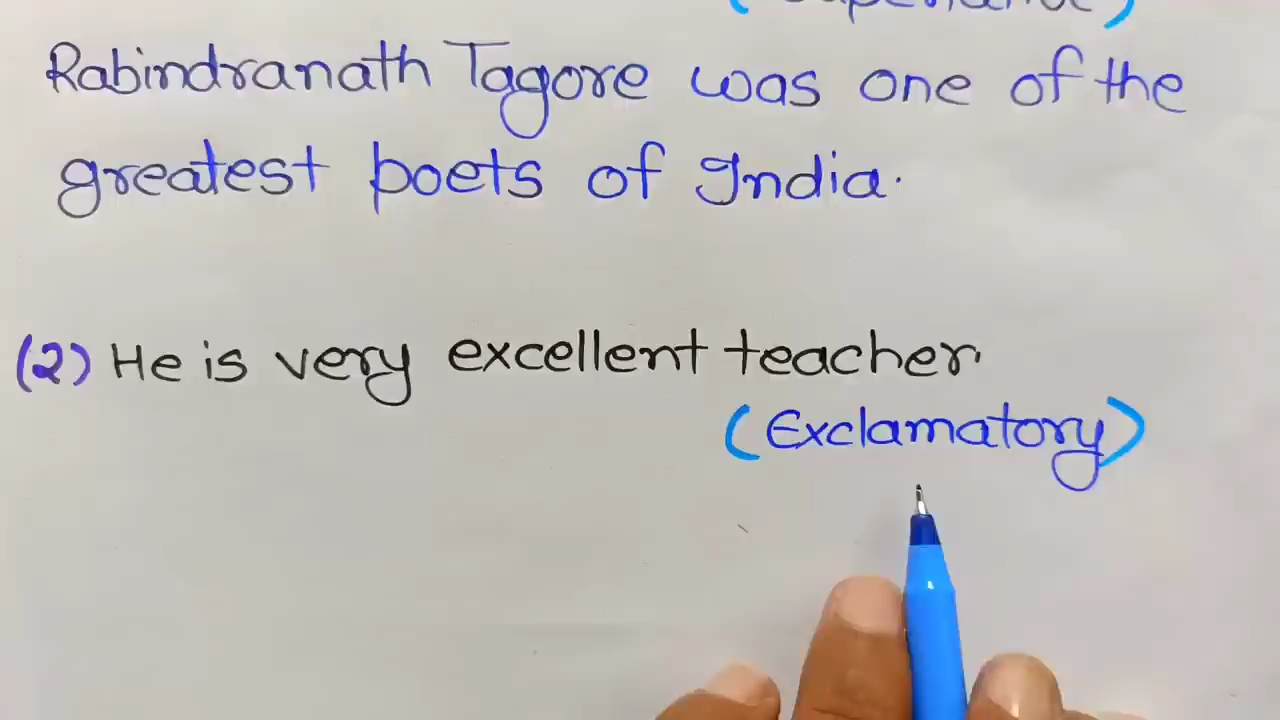 Rabindranath Tagore was one of the
greatest poets of India.
(2) He is very excellent teacher.
(Exclamatory)